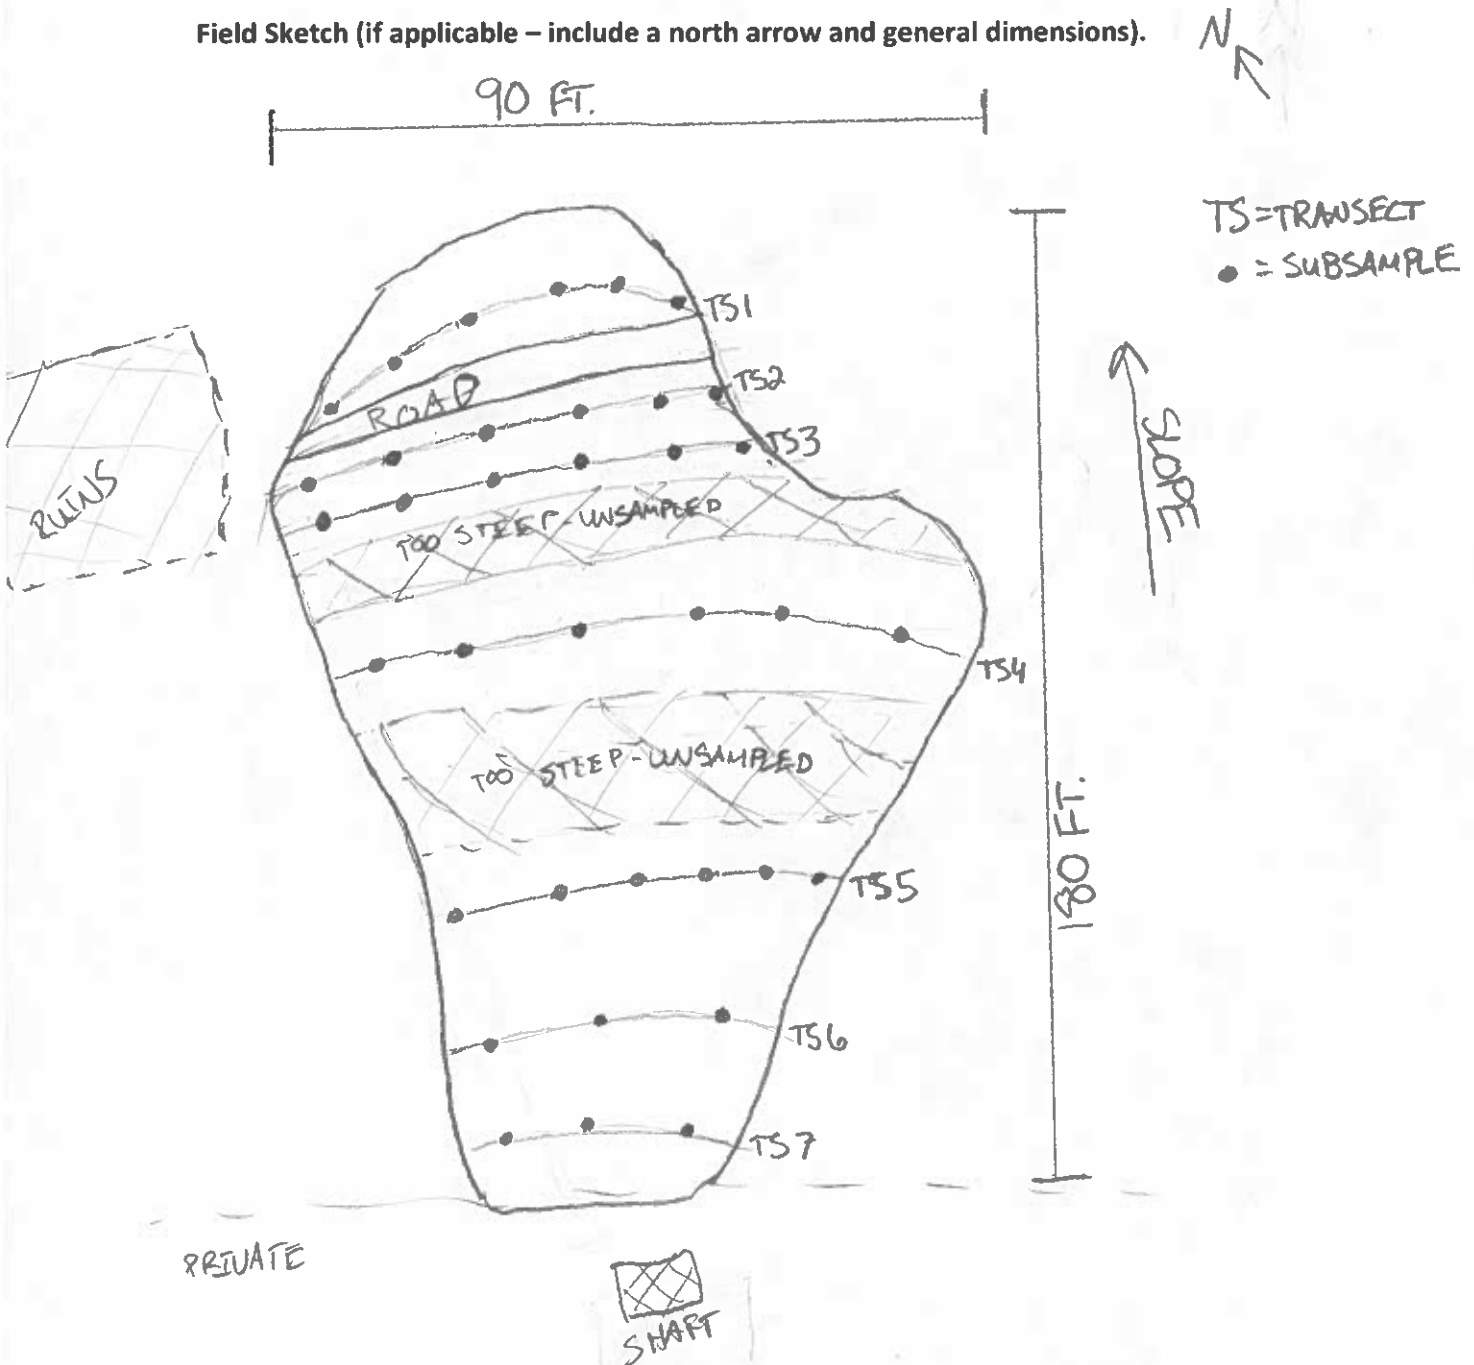 Field Sketch (if applicable – include a north arrow and general dimensions).
N
90 FT.
TS=TRANSECT
● = SUBSAMPLE
TS1
ROAD
TS2
TS3
SLOPE
RUINS
TOO STEEP-UNSAMPLED
TS4
TOO STEEP-UNSAMPLED
180 FT.
TS5
TS6
TS7
PRIVATE
SHAFT